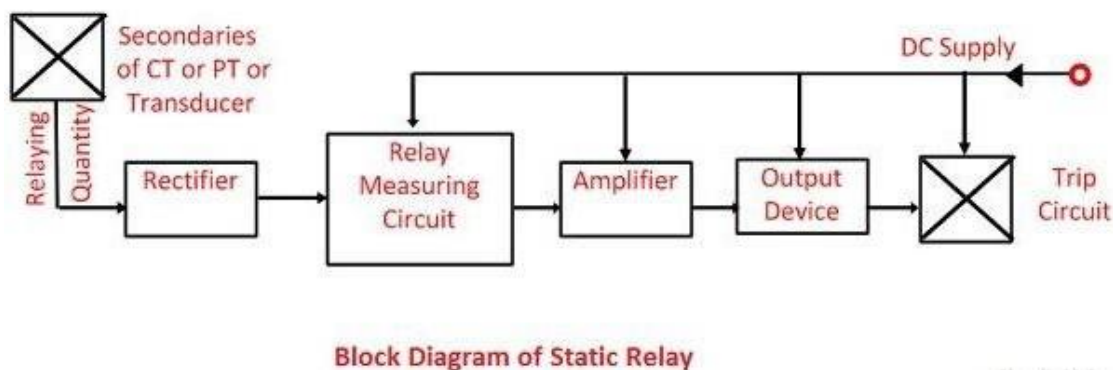 Secondaries
of CT or PT or
Transducer
DC Supply
Relaying
Quantity
Rectifier
Relay
Measuring
Circuit
Amplifier
Output
Device
Trip
Circuit
Block Diagram of Static Relay